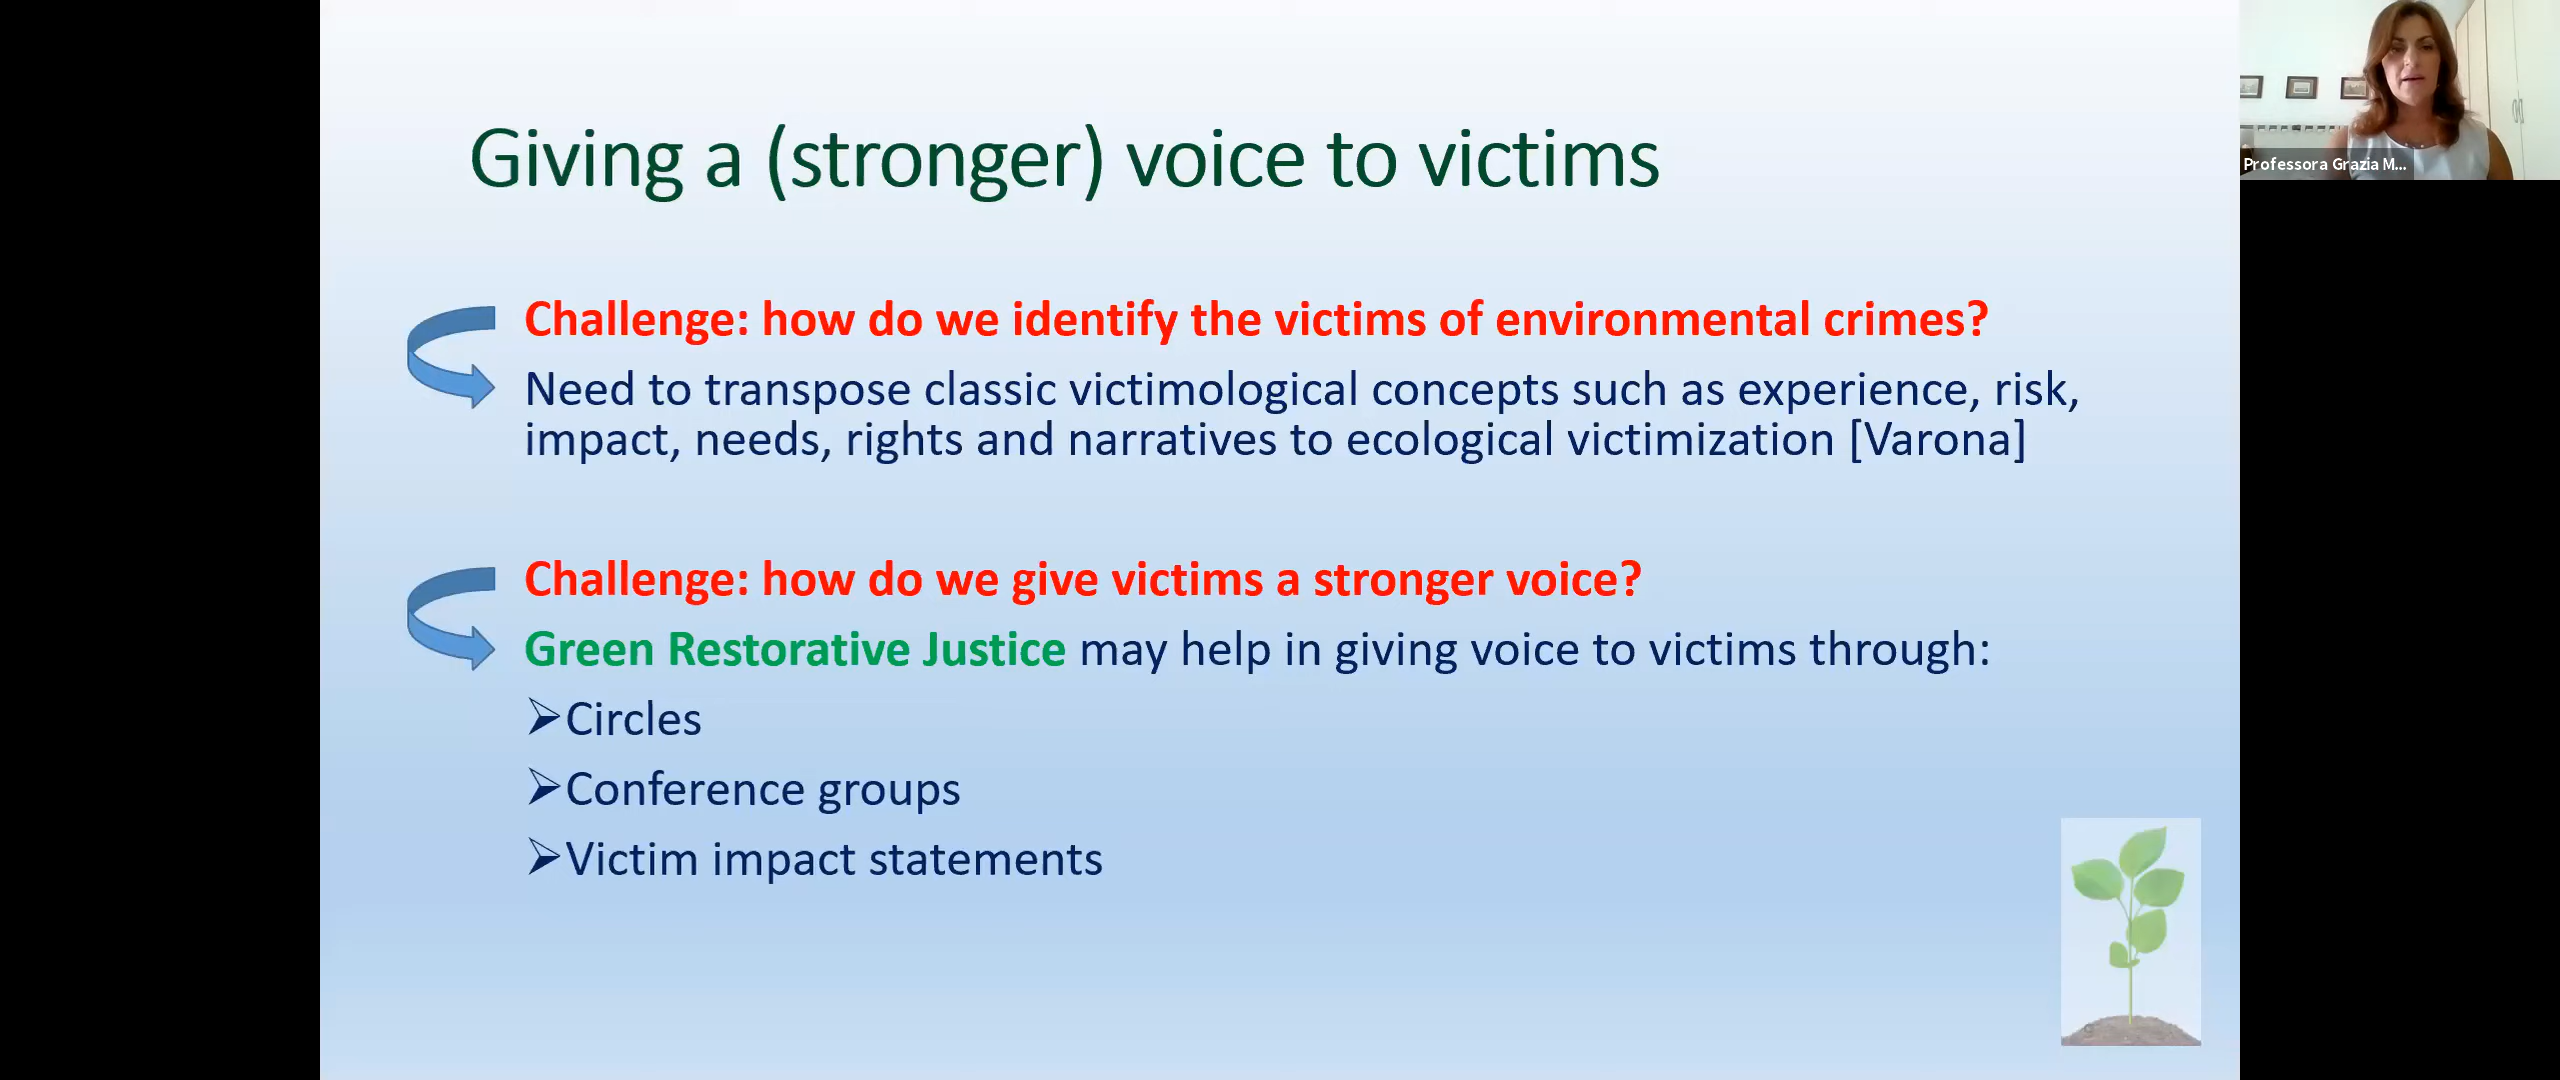 Giving a (stronger) voice to victims
Professora Grazia M...
Challenge: how do we identify the victims of environmental crimes?
Need to transpose classic victimological concepts such as experience, risk,
impact, needs, rights and narratives to ecological victimization [Varona]
Challenge: how do we give victims a stronger voice?
Green Restorative Justice may help in giving voice to victims through:
➢Circles
➢Conference groups
➢Victim impact statements